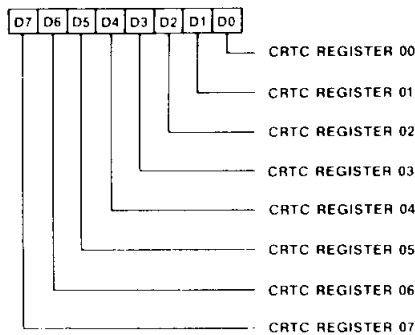 D7 D6 D5 D4 D3 D2 D1 D0
CRTC REGISTER 00
CRTC REGISTER 01
CRTC REGISTER 02
CRTC REGISTER 03
CRTC REGISTER 04
CRTC REGISTER 05
CRTC REGISTER 06
CRTC REGISTER 07